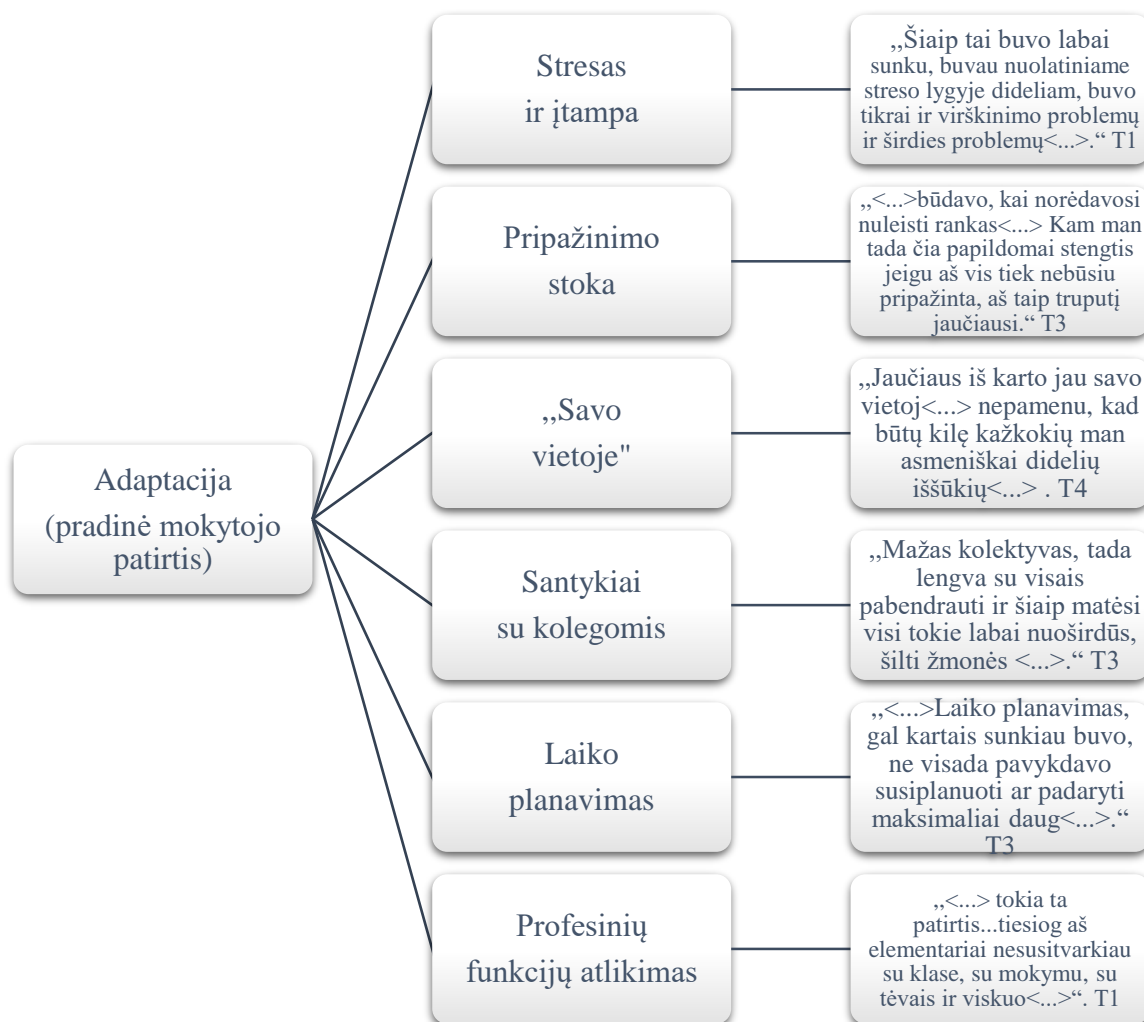 Adaptacija
(pradinė mokytojo
patirtis)
Stresas
ir įtampa
,,Šiaip tai buvo labai
sunku, buvau nuolatiniame
streso lygyje dideliam, buvo
tikrai ir virškinimo problemų
ir širdies problemų<...>.“ T1
Pripažinimo
stoka
,,<...>būdavo, kai norėdavosi
nuleisti rankas<...> Kam man
tada čia papildomai stengtis
jeigu aš vis tiek nebūsiu
pripažinta, aš taip truputį
jaučiausi.“ T3
,,Savo
vietoje"
,,Jaučiaus iš karto jau savo
vietoj<...> nepamenu, kad
būtų kilę kažkokių man
asmeniškai didelių
iššūkių<...> . T4
Santykiai
su kolegomis
,,Mažas kolektyvas, tada
lengva su visais
pabendrauti ir šiaip matėsi
visi tokie labai nuoširdūs,
šilti žmonės <...>.“ T3
Laiko
planavimas
,,<...>Laiko planavimas,
gal kartais sunkiau buvo,
ne visada pavykdavo
susiplanuoti ar padaryti
maksimaliai daug<...>.“
T3
Profesinių
funkcijų atlikimas
,,<...> tokia ta
patirtis...tiesiog aš
elementariai nesusitvarkiau
su klase, su mokymu, su
tėvais ir viskuo<...>“. T1